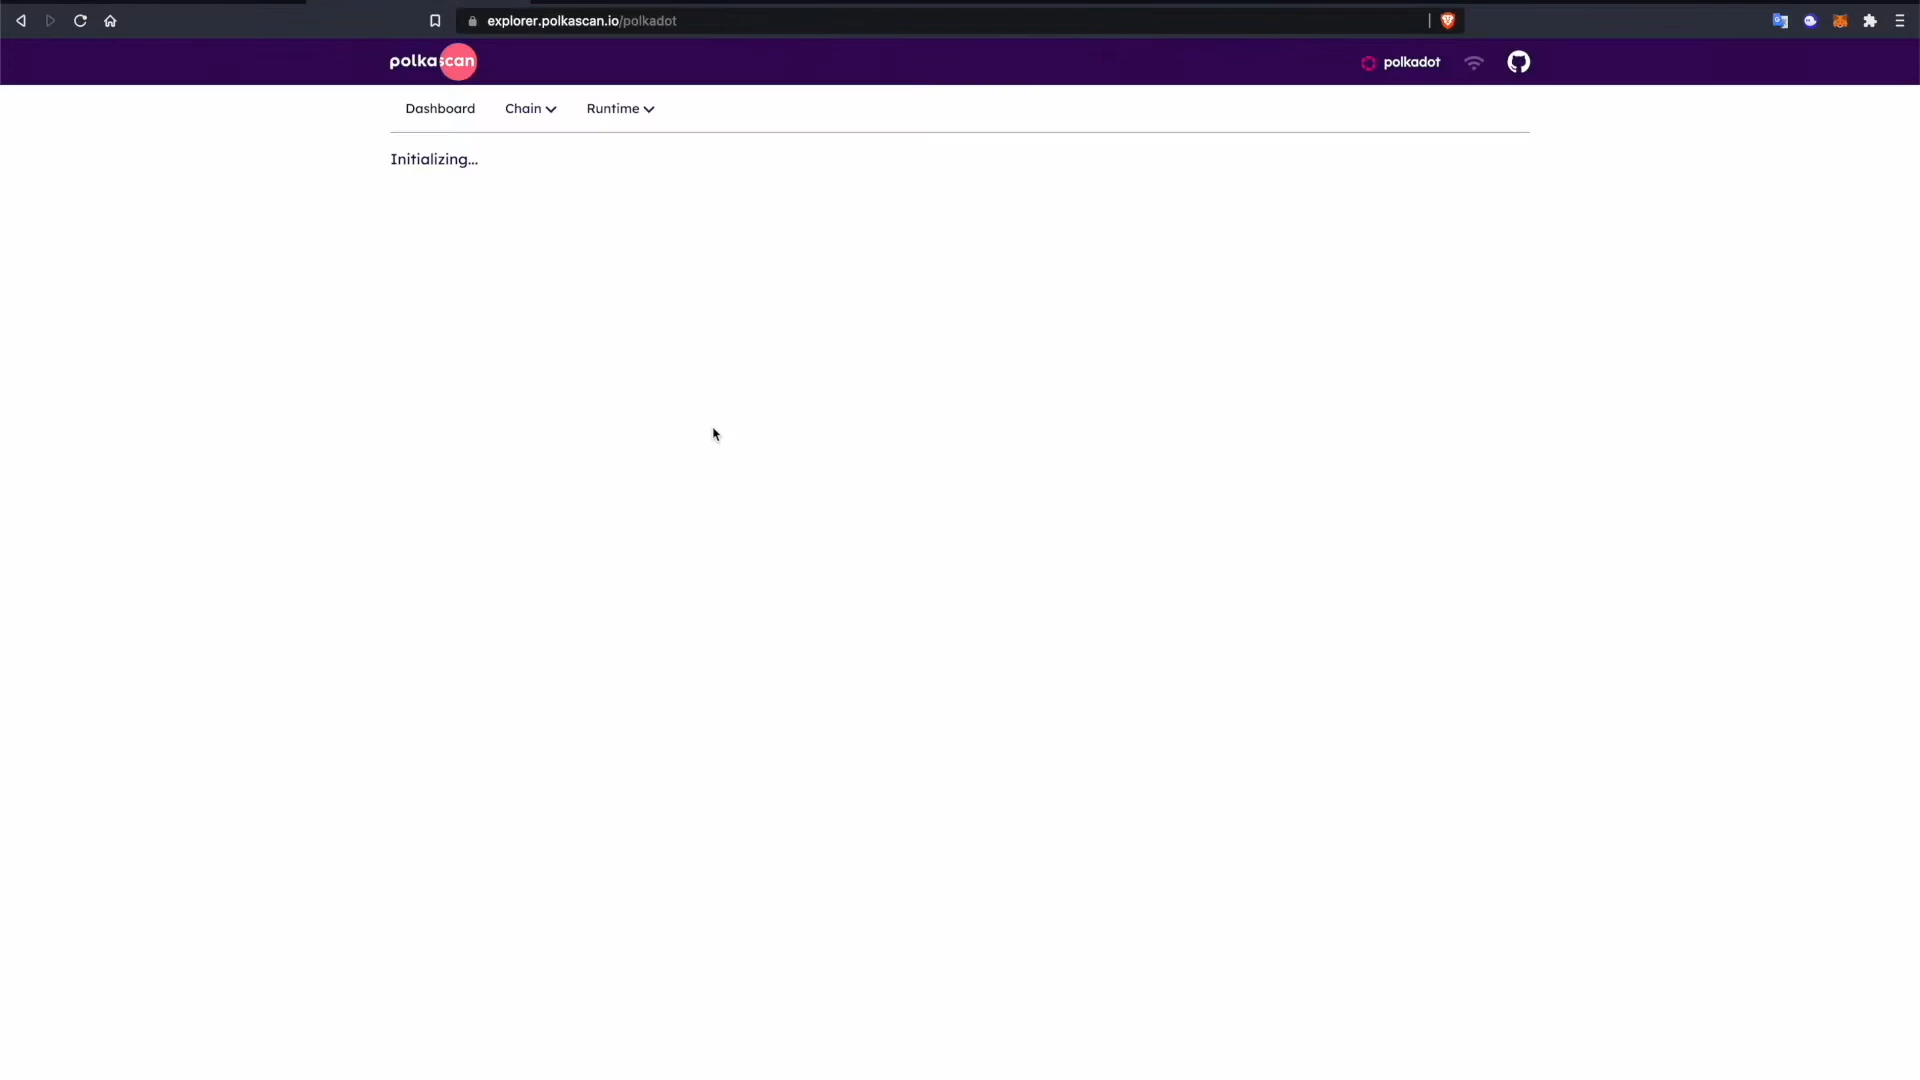 explorer.polkascan.io/polkadot
polkascan
polkadot
Dashboard
Chain
Runtime
Initializing...